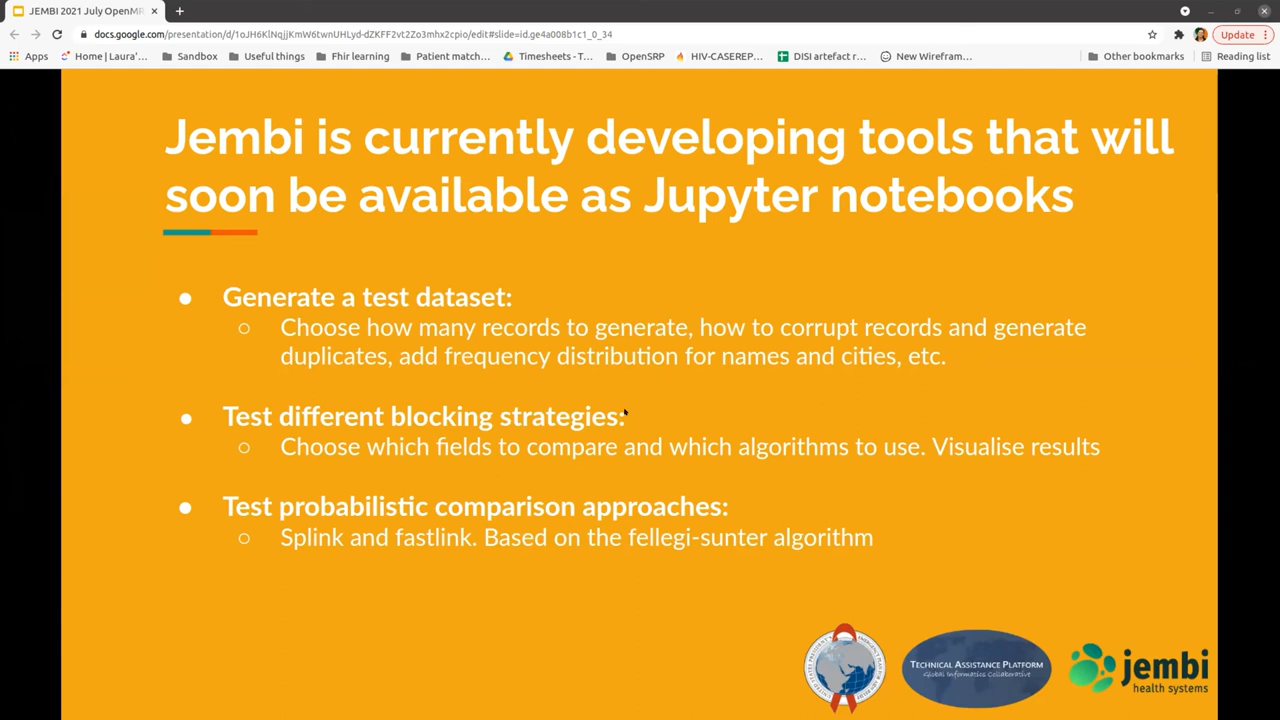 JEMBI 2021 July OpenMR
docs.google.com/presentation/d/1oJH6KlNqjjKmW6twnUHLyd-dZKFF2vt2Zo3mhx2cpio/edit#slide=id.ge4a008b1c1_0_34
Update
Apps Home | Laura'... Sandbox Useful things Fhir learning Patient match... Timesheets - T... OpenSRP HIV-CASEREP... DISI artefact r... New Wirefram... Other bookmarks Reading list
Jembi is currently developing tools that will
soon be available as Jupyter notebooks
● Generate a test dataset:
○ Choose how many records to generate, how to corrupt records and generate
duplicates, add frequency distribution for names and cities, etc.
● Test different blocking strategies:
○ Choose which fields to compare and which algorithms to use. Visualise results
● Test probabilistic comparison approaches:
○ Splink and fastlink. Based on the fellegi-sunter algorithm
TECHNICAL ASSISTANCE PLATFORM
Global Informatics Collaborative
jembi
health systems